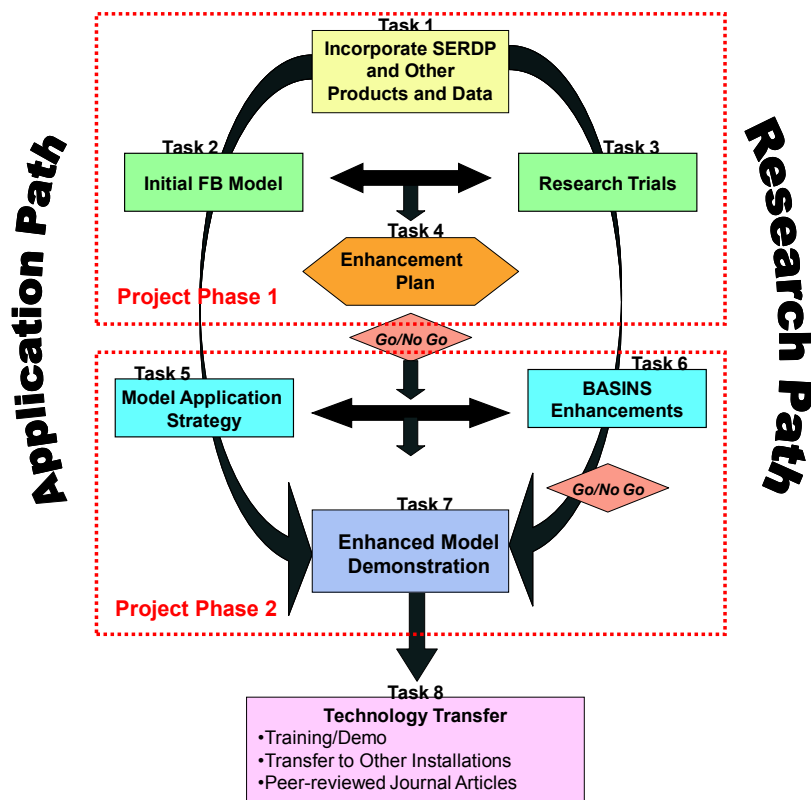 Task 1
Incorporate SERDP
and Other
Products and Data
Application Path
Research Path
Task 2
Initial FB Model
Task 3
Research Trials
Task 4
Enhancement
Plan
Project Phase 1
Go/No Go
Task 5
Model Application
Strategy
Task 6
BASINS
Enhancements
Go/No Go
Task 7
Enhanced Model
Demonstration
Project Phase 2
Task 8
Technology Transfer
•Training/Demo
•Transfer to Other Installations
•Peer-reviewed Journal Articles